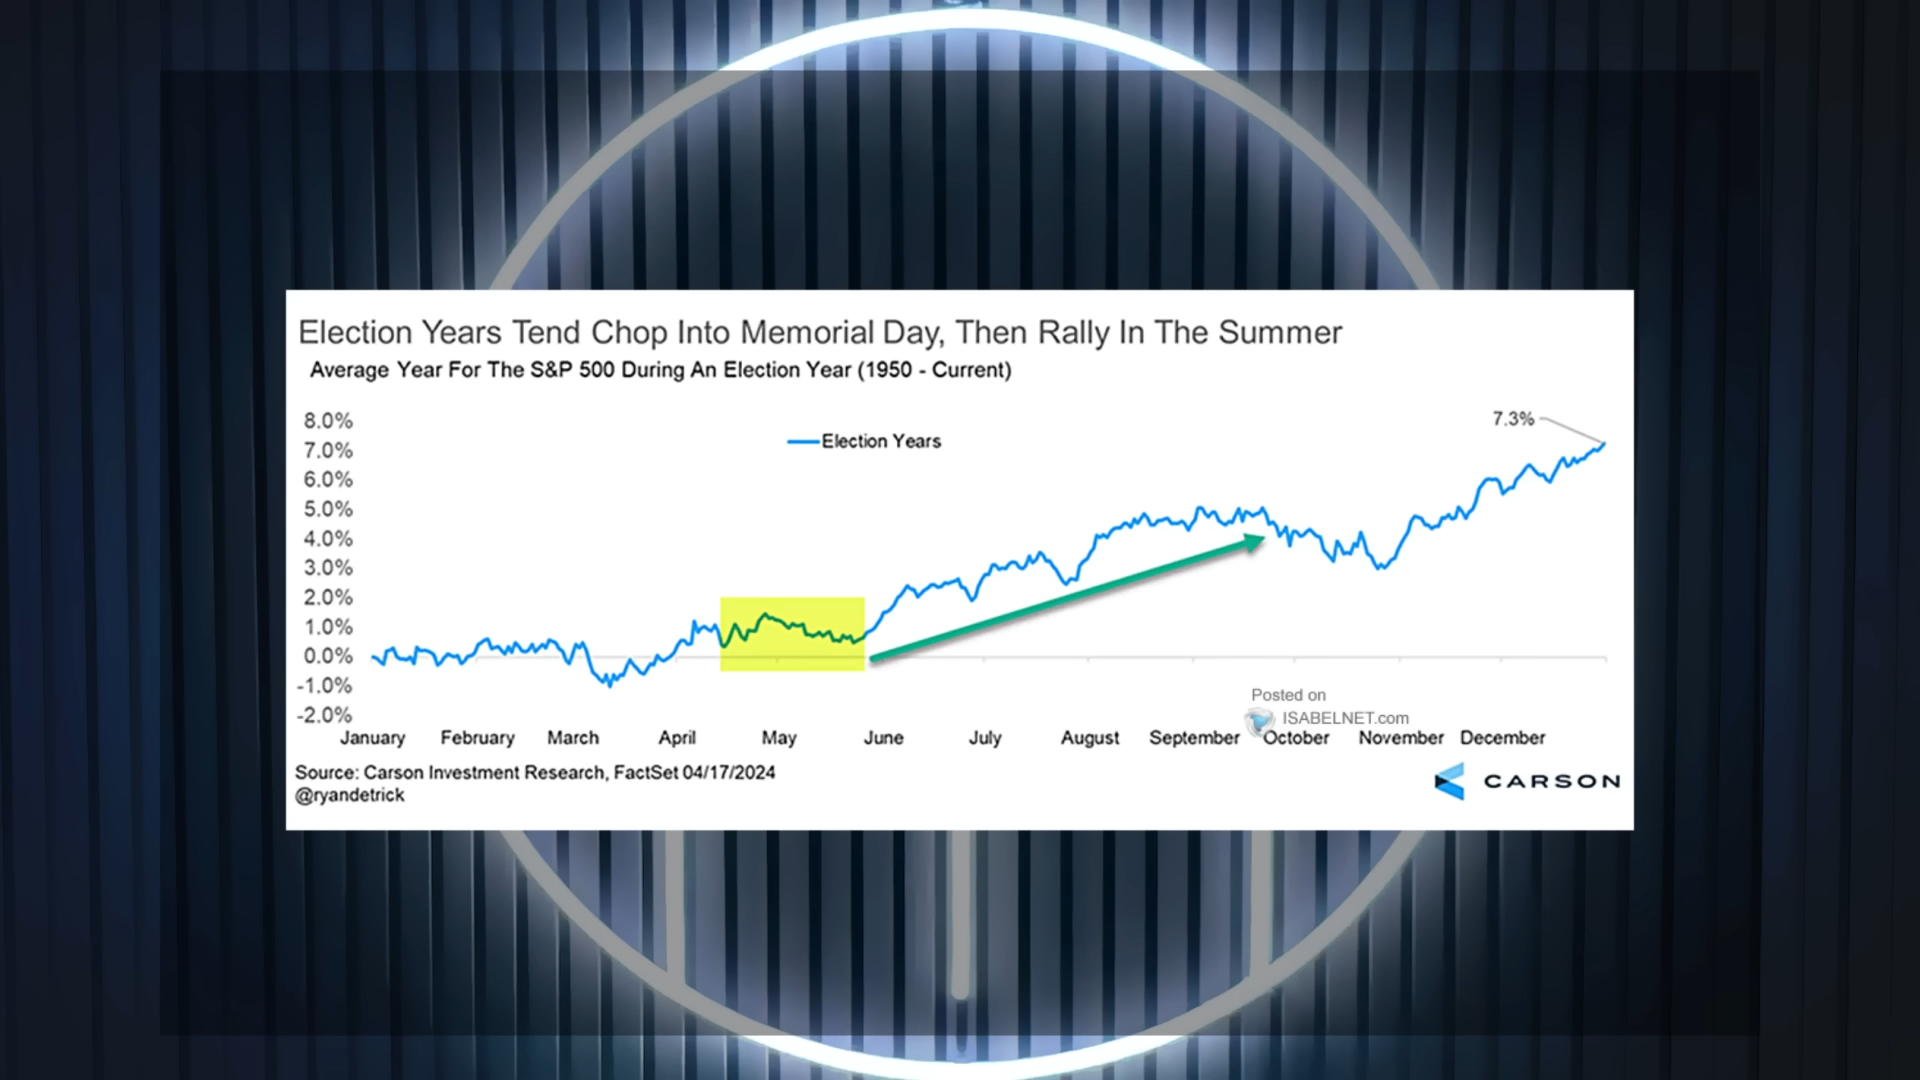 Election Years Tend Chop Into Memorial Day, Then Rally In The Summer
Average Year For The S&P 500 During An Election Year (1950 - Current)
8.0%
7.0%
6.0%
5.0%
4.0%
3.0%
2.0%
1.0%
0.0%
-1.0%
-2.0%
Election Years
7.3%
Posted on
ISABELNET.com
January February March April May June July August September October November December
Source: Carson Investment Research, FactSet 04/17/2024
@ryandetrick
CARSON